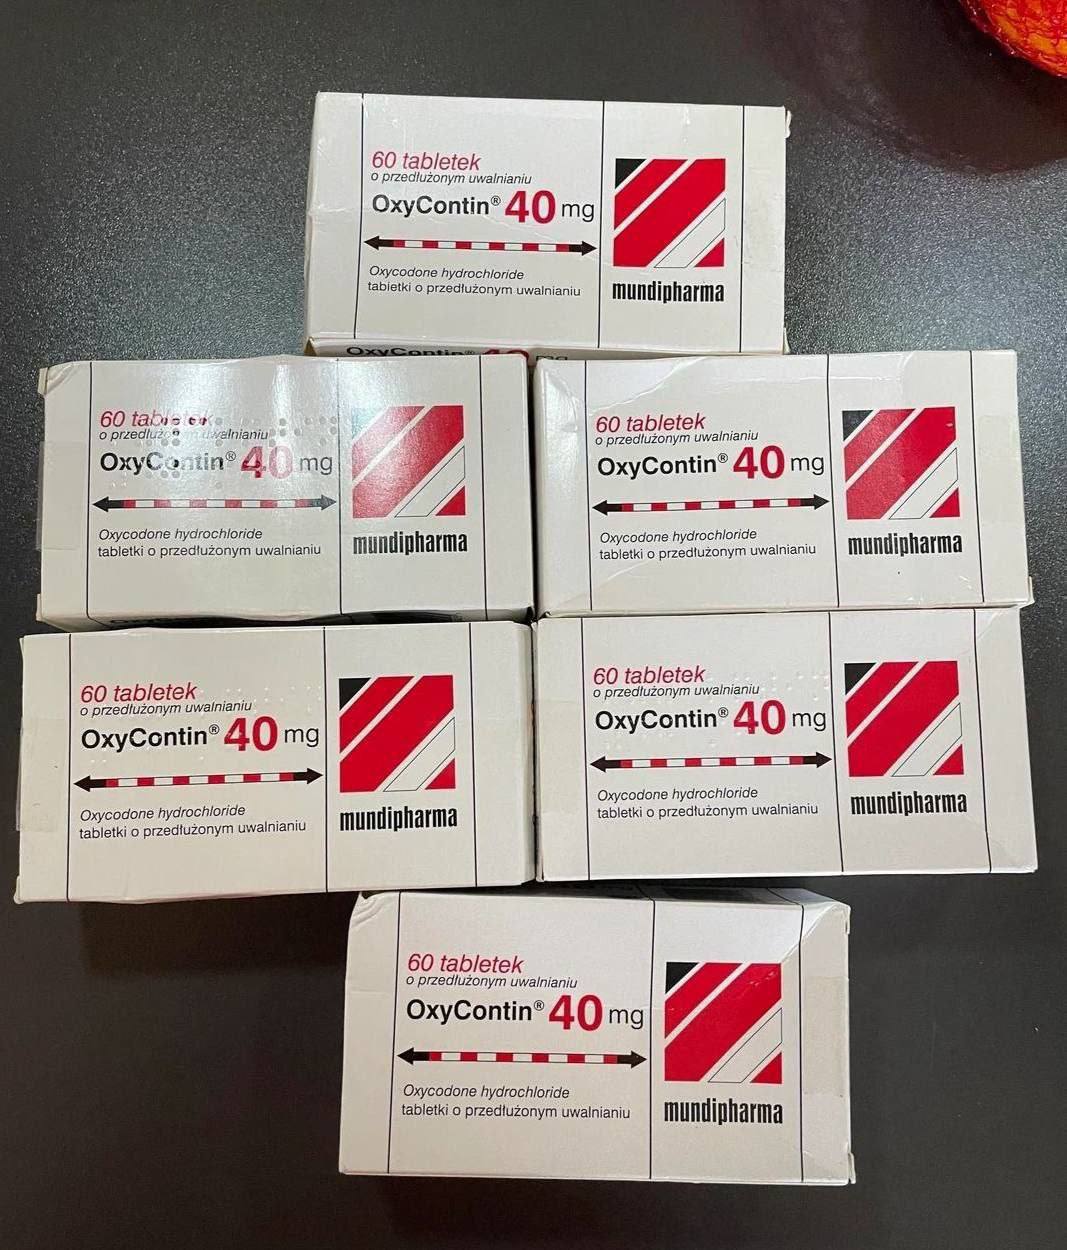 60 tabletek
o przedłużonym uwalnianiu
OxyContin® 40 mg
Oxycodone hydrochloride
tabletki o przedłużonym uwalnianiu
mundipharma
OxyContin® 40 mg
60 tabletek
o przedłużonym uwalnianiu
OxyContin® 40 mg
Oxycodone hydrochloride
tabletki o przedłużonym uwalnianiu
mundipharma
60 tabletek
o przedłużonym uwalnianiu
OxyContin® 40 mg
Oxycodone hydrochloride
tabletki o przedłużonym uwalnianiu
mundipharma
60 tabletek
o przedłużonym uwalnianiu
OxyContin® 40 mg
Oxycodone hydrochloride
tabletki o przedłużonym uwalnianiu
mundipharma
60 tabletek
o przedłużonym uwalnianiu
OxyContin® 40 mg
Oxycodone hydrochloride
tabletki o przedłużonym uwalnianiu
mundipharma
60 tabletek
o przedłużonym uwalnianiu
OxyContin® 40 mg
Oxycodone hydrochloride
tabletki o przedłużonym uwalnianiu
mundipharma